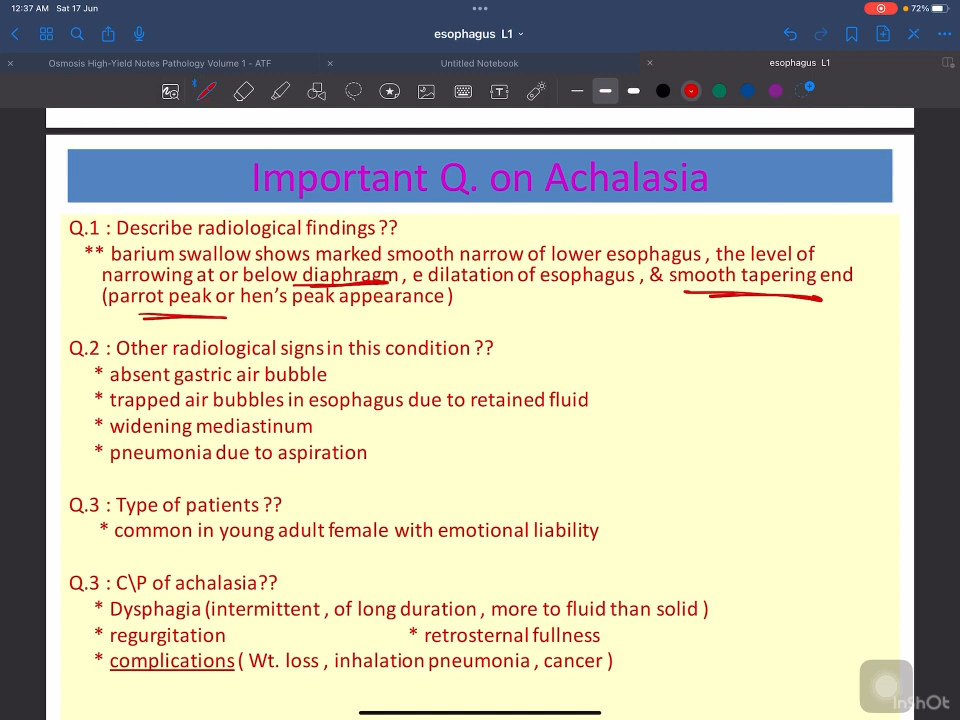 12:37 AM Sat 17 Jun
72%
esophagus L1
Osmosis High-Yield Notes Pathology Volume 1 - ATF
Untitled Notebook
esophagus L1
Important Q. on Achalasia
Q.1 : Describe radiological findings ??
** barium swallow shows marked smooth narrow of lower esophagus , the level of
narrowing at or below diaphragm , e dilatation of esophagus , & smooth tapering end
(parrot peak or hen's peak appearance )
Q.2 : Other radiological signs in this condition ??
* absent gastric air bubble
* trapped air bubbles in esophagus due to retained fluid
* widening mediastinum
* pneumonia due to aspiration
Q.3 : Type of patients ??
* common in young adult female with emotional liability
Q.3 : C\P of achalasia??
* Dysphagia (intermittent , of long duration , more to fluid than solid )
* regurgitation * retrosternal fullness
* complications ( Wt. loss , inhalation pneumonia , cancer )
InShOt